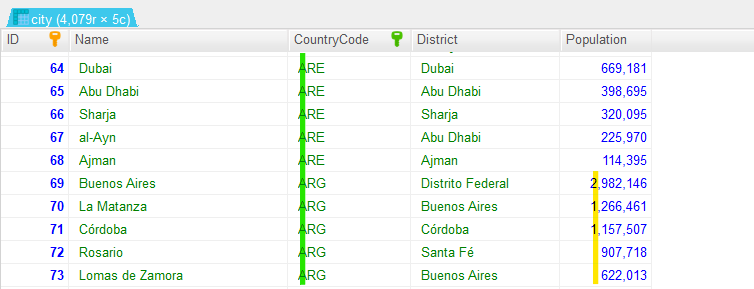 city (4,079r × 5c)
ID Name CountryCode District Population
64 Dubai ARE Dubai 669,181
65 Abu Dhabi ARE Abu Dhabi 398,695
66 Sharja ARE Sharja 320,095
67 al-Ayn ARE Abu Dhabi 225,970
68 Ajman ARE Ajman 114,395
69 Buenos Aires ARG Distrito Federal 2,982,146
70 La Matanza ARG Buenos Aires 1,266,461
71 Córdoba ARG Córdoba 1,157,507
72 Rosario ARG Santa Fé 907,718
73 Lomas de Zamora ARG Buenos Aires 622,013